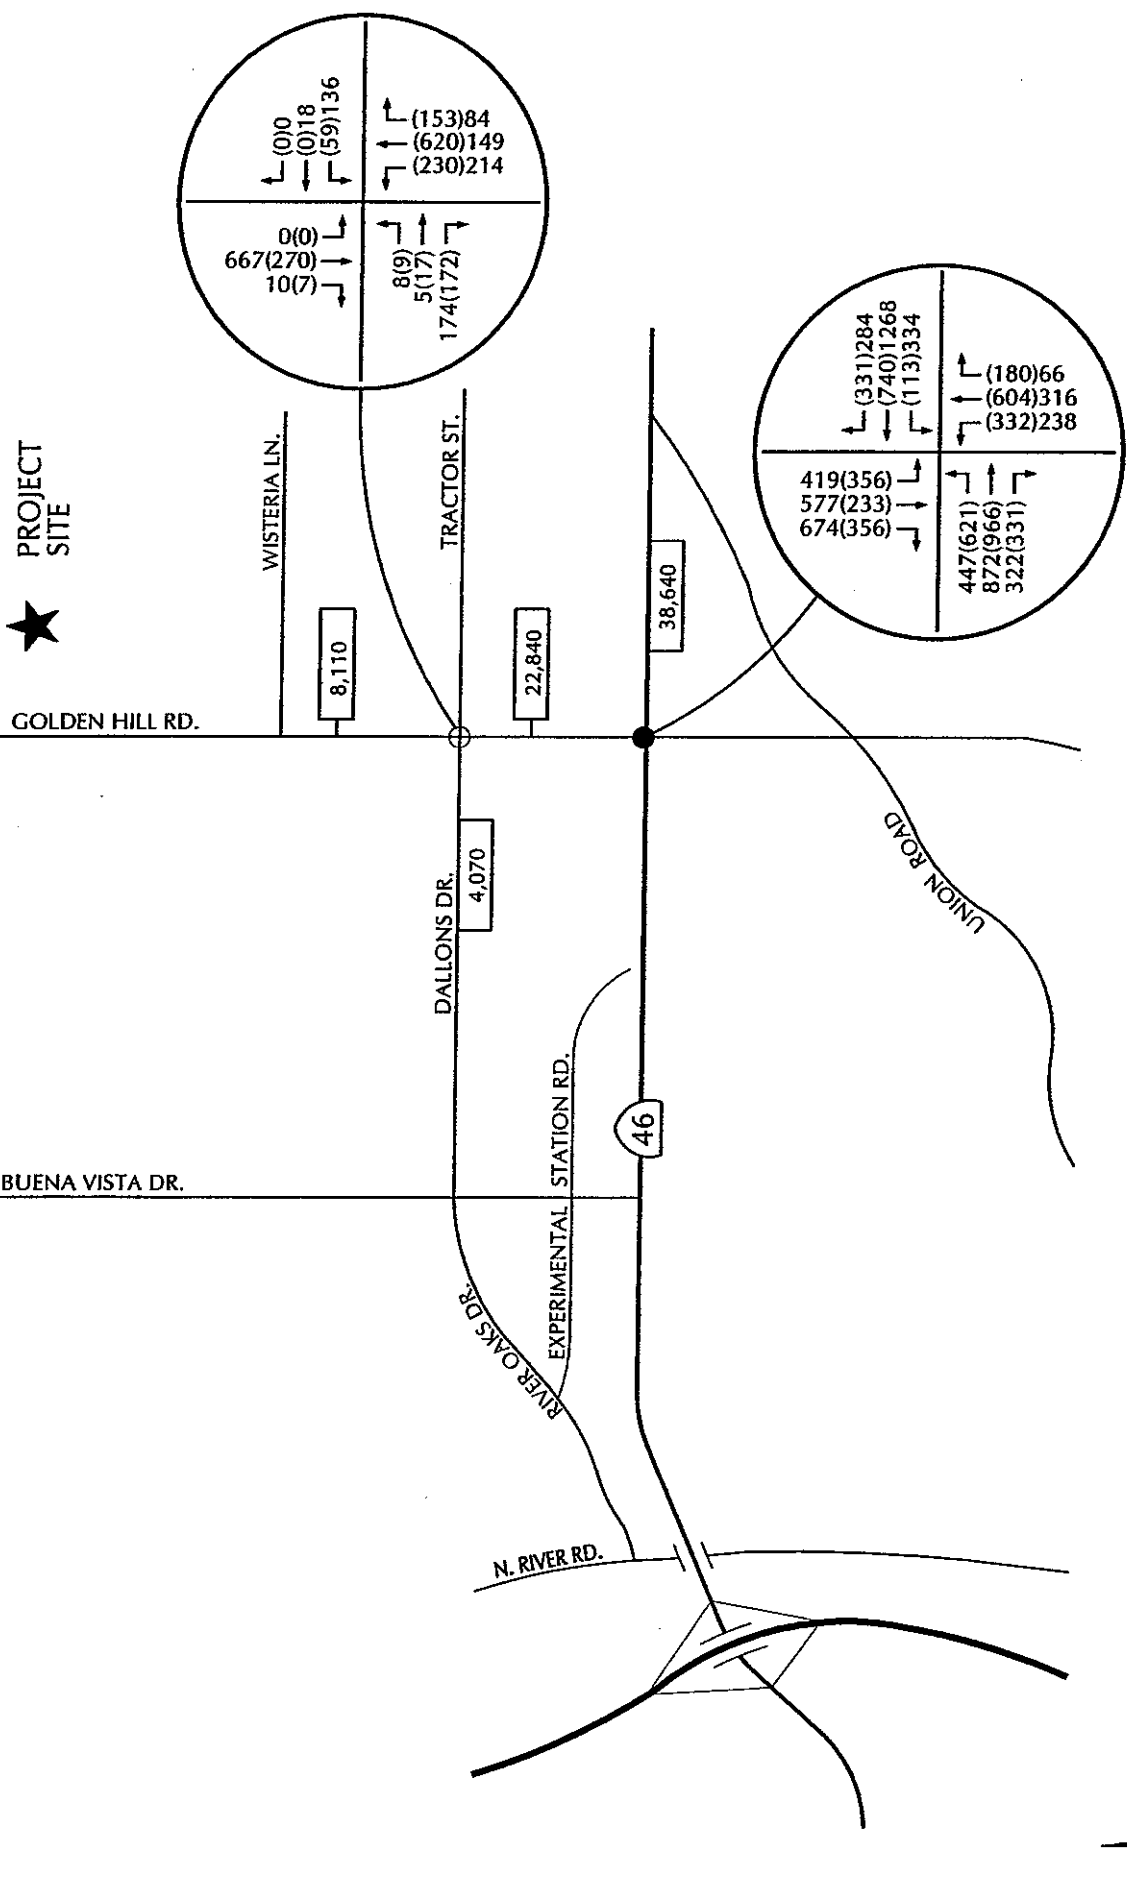 PROJECT
SITE
GOLDEN HILL RD.
WISTERIA LN.
8,110
TRACTOR ST.
22,840
38,640
(0)0
(0)18
(59)136
(153)84
(620)149
(230)214
0(0)
667(270)
10(7)
8(9)
5(17)
174(172)
(331)284
(740)1268
(113)334
(180)66
(604)316
(332)238
419(356)
577(233)
674(356)
447(621)
872(966)
322(331)
DALLONS DR.
4,070
UNION ROAD
BUENA VISTA DR.
EXPERIMENTAL STATION RD.
46
RIVER OAKS DR.
N. RIVER RD.